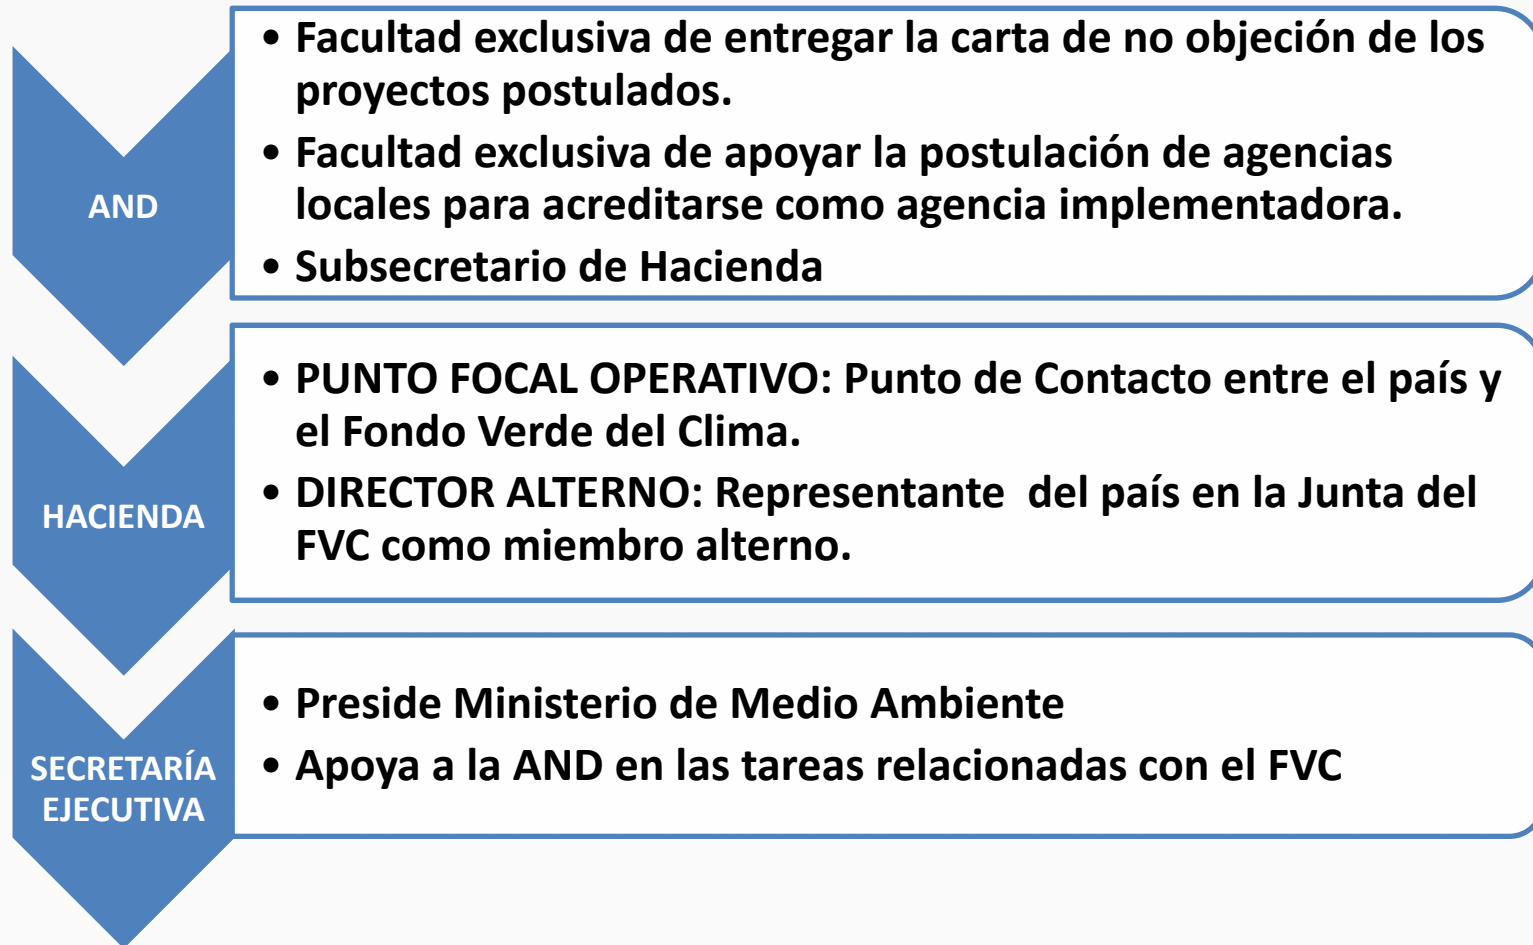 AND
• Facultad exclusiva de entregar la carta de no objeción de los
proyectos postulados.
• Facultad exclusiva de apoyar la postulación de agencias
locales para acreditarse como agencia implementadora.
• Subsecretario de Hacienda
HACIENDA
• PUNTO FOCAL OPERATIVO: Punto de Contacto entre el país y
el Fondo Verde del Clima.
• DIRECTOR ALTERNO: Representante  del país en la Junta del
FVC como miembro alterno.
SECRETARÍA
EJECUTIVA
• Preside Ministerio de Medio Ambiente
• Apoya a la AND en las tareas relacionadas con el FVC